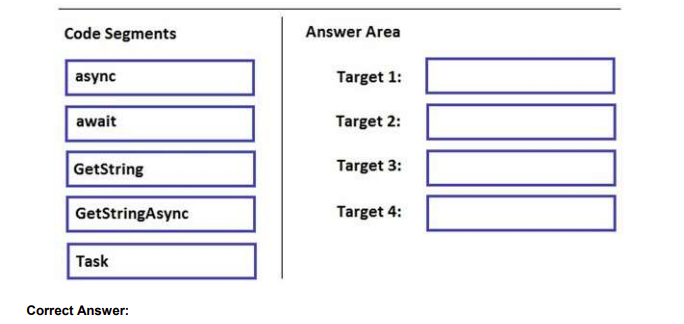 Code Segments
Answer Area
async
Target 1:
await
Target 2:
GetString
Target 3:
GetStringAsync
Target 4:
Task
Correct Answer: